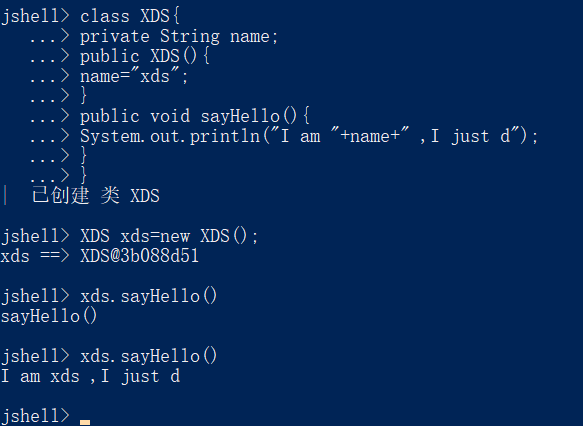 jshell> class XDS{
...> private String name;
...> public XDS(){
...> name="xds";
...> }
...> public void sayHello(){
...> System.out.println("I am "+name+" ,I just d");
...> }
...> }
| 已创建 类 XDS
jshell> XDS xds=new XDS();
xds ==> XDS@3b088d51
jshell> xds.sayHello()
sayHello()
jshell> xds.sayHello()
I am xds ,I just d
jshell>